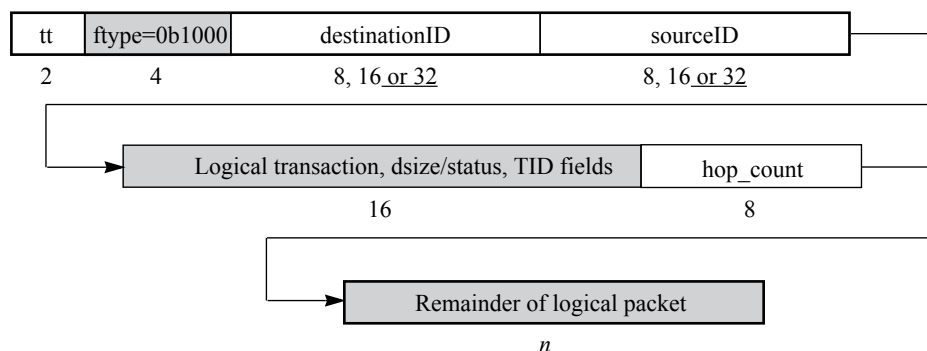 tt ftype=0b1000 destinationID sourceID
2 4 8, 16 or 32 8, 16 or 32
Logical transaction, dsize/status, TID fields hop_count
16 8
Remainder of logical packet
n